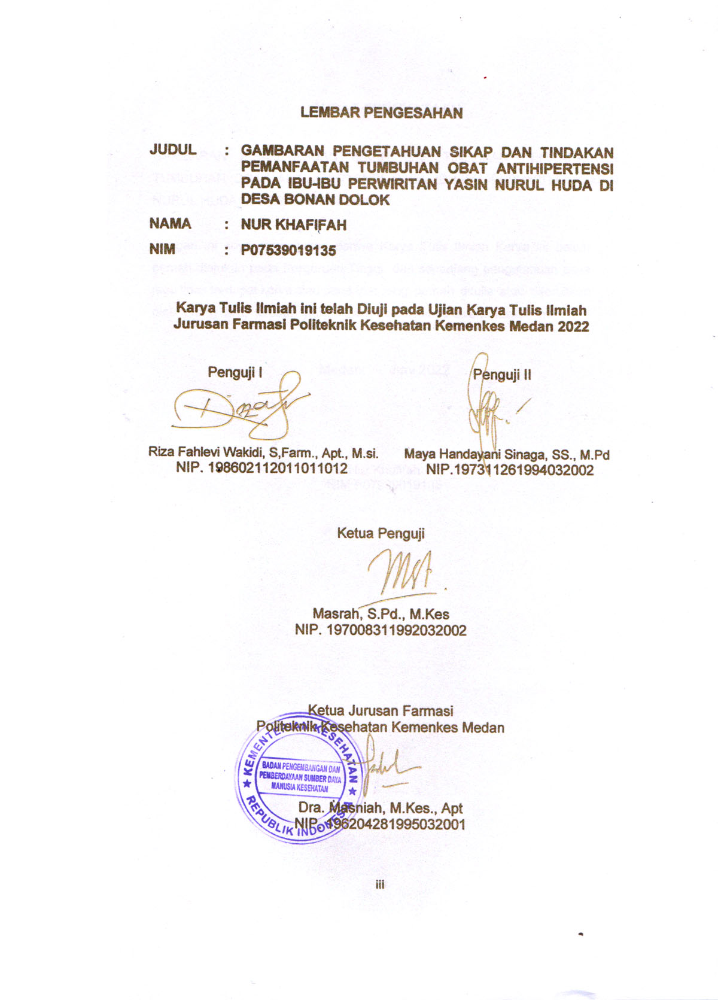 LEMBAR PENGESAHAN
JUDUL : GAMBARAN PENGETAHUAN SIKAP DAN TINDAKAN
PEMANFAATAN TUMBUHAN OBAT ANTIHIPERTENSI
PADA IBU-IBU PERWIRITAN YASIN NURUL HUDA DI
DESA BONAN DOLOK
NAMA : NUR KHAFIFAH
NIM : P07539019135
Karya Tulis Ilmiah ini telah Diuji pada Ujian Karya Tulis Ilmiah
Jurusan Farmasi Politeknik Kesehatan Kemenkes Medan 2022
Penguji I Penguji II
Riza Fahlevi Wakidi, S,Farm., Apt., M.si. Maya Handayani Sinaga, SS., M.Pd
NIP. 198602112011011012 NIP.197311261994032002
Ketua Penguji
Masrah, S.Pd., M.Kes
NIP. 197008311992032002
Ketua Jurusan Farmasi
Politeknik Kesehatan Kemenkes Medan
KEMENTERIAN KESEHATAN
BADAN PENGEMBANGAN DAN
PEMBERDAYAAN SUMBER DAYA
MANUSIA KESEHATAN
REPUBLIK INDONESIA
Dra. Masniah, M.Kes., Apt
NIP. 196204281995032001
iii